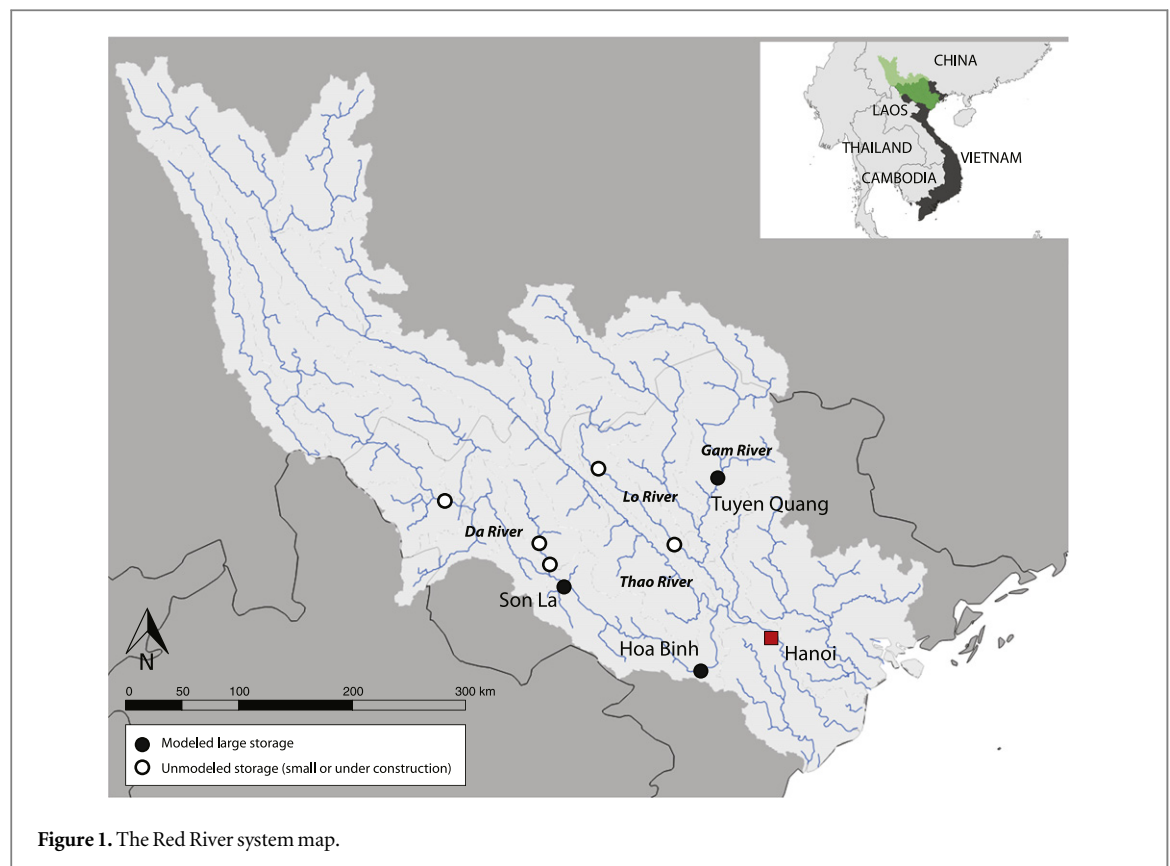 CHINA
LAOS
THAILAND
VIETNAM
CAMBODIA
Gam River
Lo River
Tuyen Quang
Da River
Thao River
Son La
Hoa Binh
Hanoi
N
0 50 100 200 300 km
Modeled large storage
Unmodeled storage (small or under construction)
Figure 1. The Red River system map.